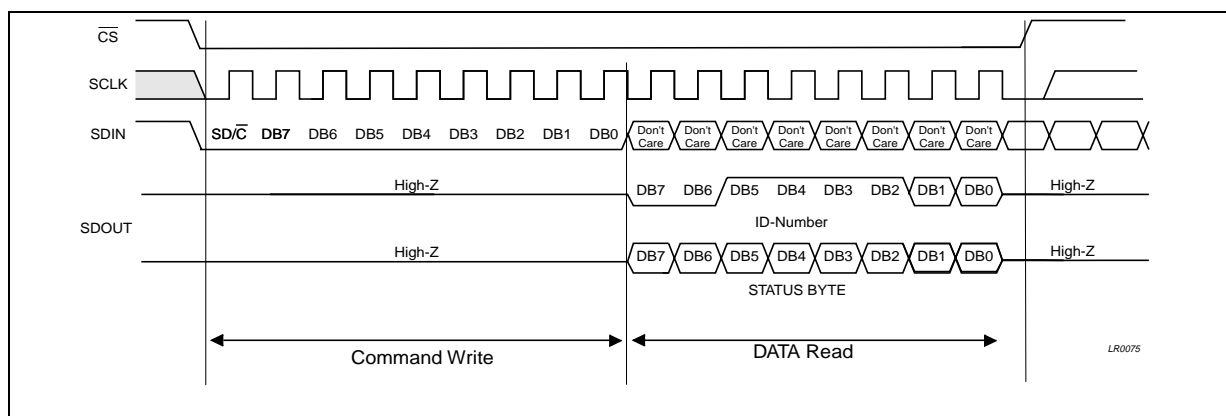 CS
SCLK
SDIN SD/C DB7 DB6 DB5 DB4 DB3 DB2 DB1 DB0 Don't Care Don't Care Don't Care Don't Care Don't Care Don't Care Don't Care Don't Care
High-Z DB7 DB6 DB5 DB4 DB3 DB2 DB1 DB0 High-Z
ID-Number
SDOUT
High-Z DB7 DB6 DB5 DB4 DB3 DB2 DB1 DB0 High-Z
STATUS BYTE
Command Write DATA Read
LR0075